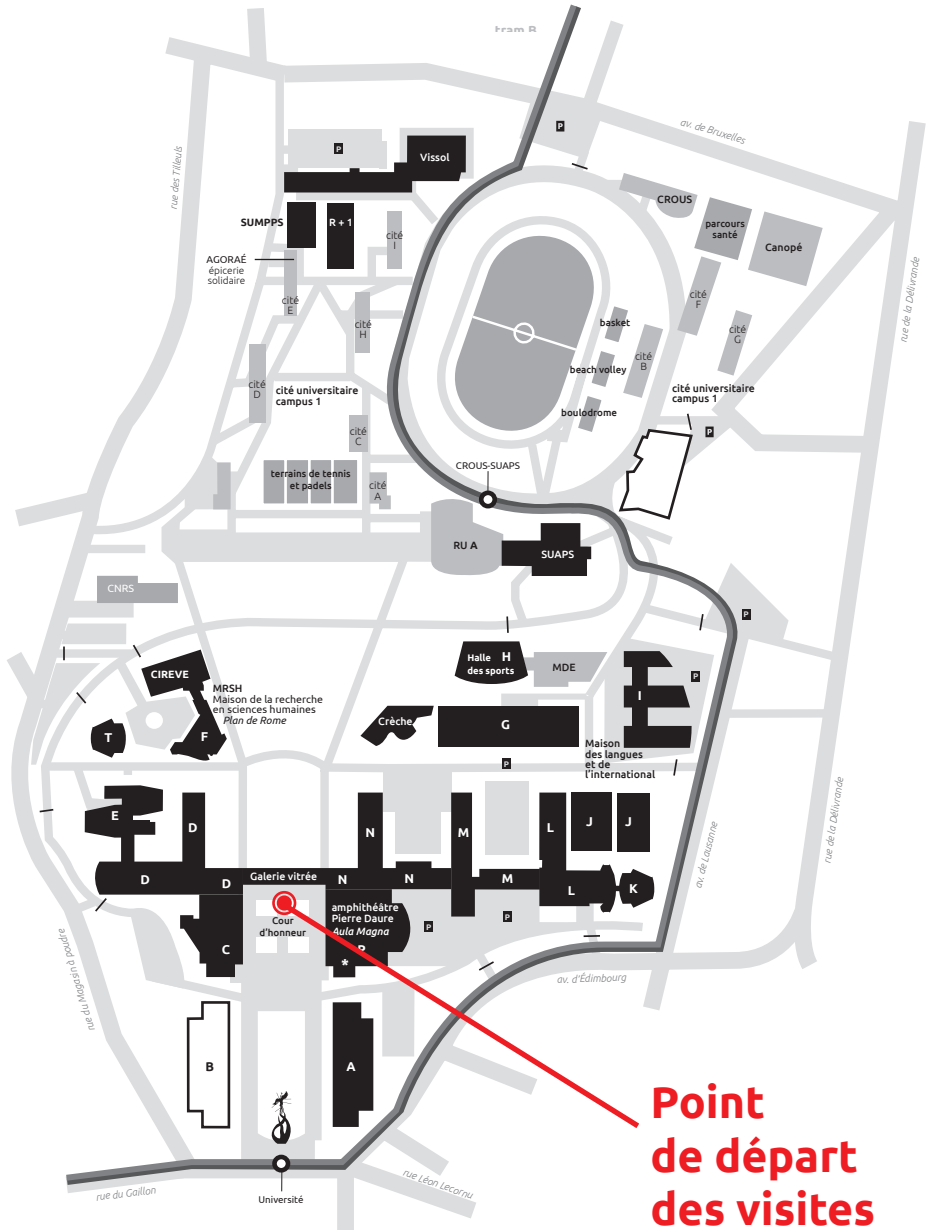 tram B
av. de Bruxelles
P
P
Vissol
rue des Tilleuls
CROUS
parcours
santé
Canopé
SUMPPS
R + 1
cité
I
AGORAÉ
épicerie
solidaire
cité
E
cité
H
cité
F
cité
G
rue de la Délivrande
basket
beach volley
boulodrome
cité
B
cité
D
cité universitaire
campus 1
cité universitaire
campus 1
P
cité
C
terrains de tennis
et padels
cité
A
CROUS-SUAPS
RU A
SUAPS
CNRS
P
Halle H
des sports
MDE
CIREVE
MRSH
Maison de la recherche
en sciences humaines
Plan de Rome
I
P
T
F
Crèche
G
Maison
des langues
et de
l'international
P
E
D
N
M
L
J
J
rue de la Délivrande
av. de Lausanne
D
D
Galerie vitrée
N
N
M
L
K
amphithéâtre
Pierre Daure
Aula Magna
Cour
d'honneur
P
P
C
*
av. d'Édimbourg
rue du Magasin à poudre
B
A
Point
de départ
des visites
rue du Gaillon
Université
rue Léon Lecornu